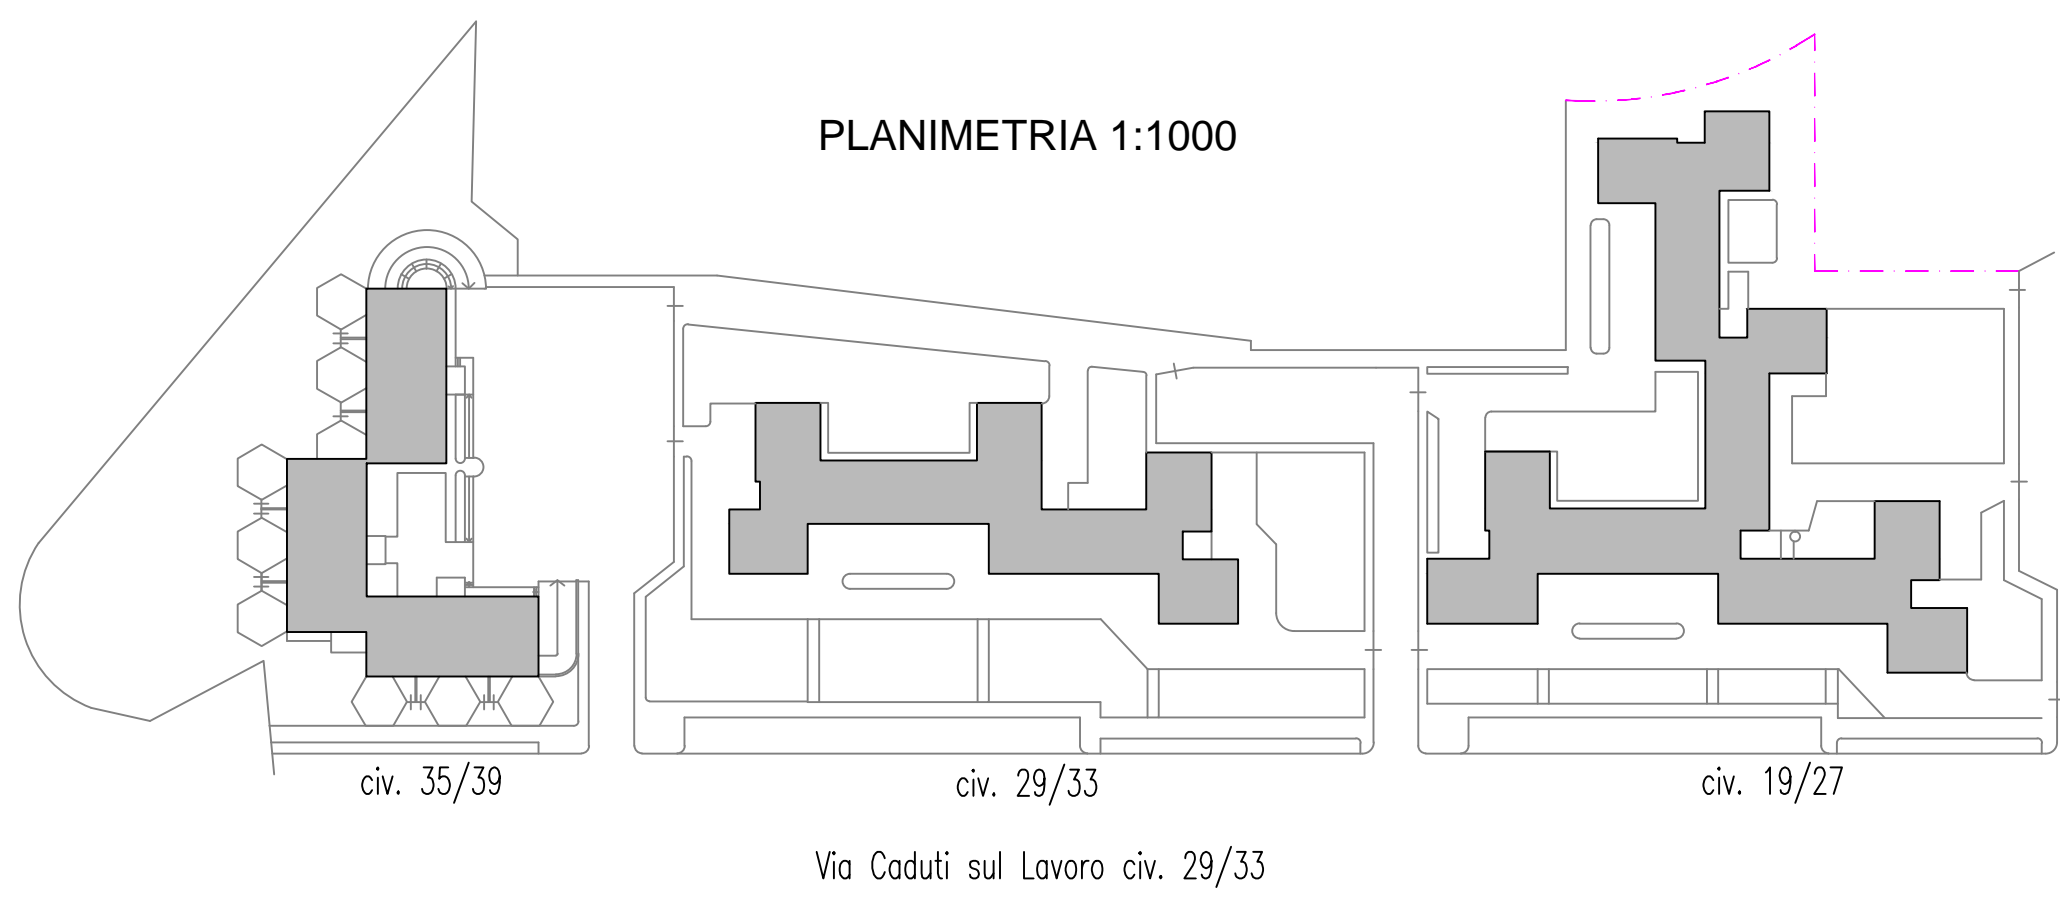 PLANIMETRIA 1:1000
civ. 35/39
civ. 29/33
civ. 19/27
Via Caduti sul Lavoro civ. 29/33